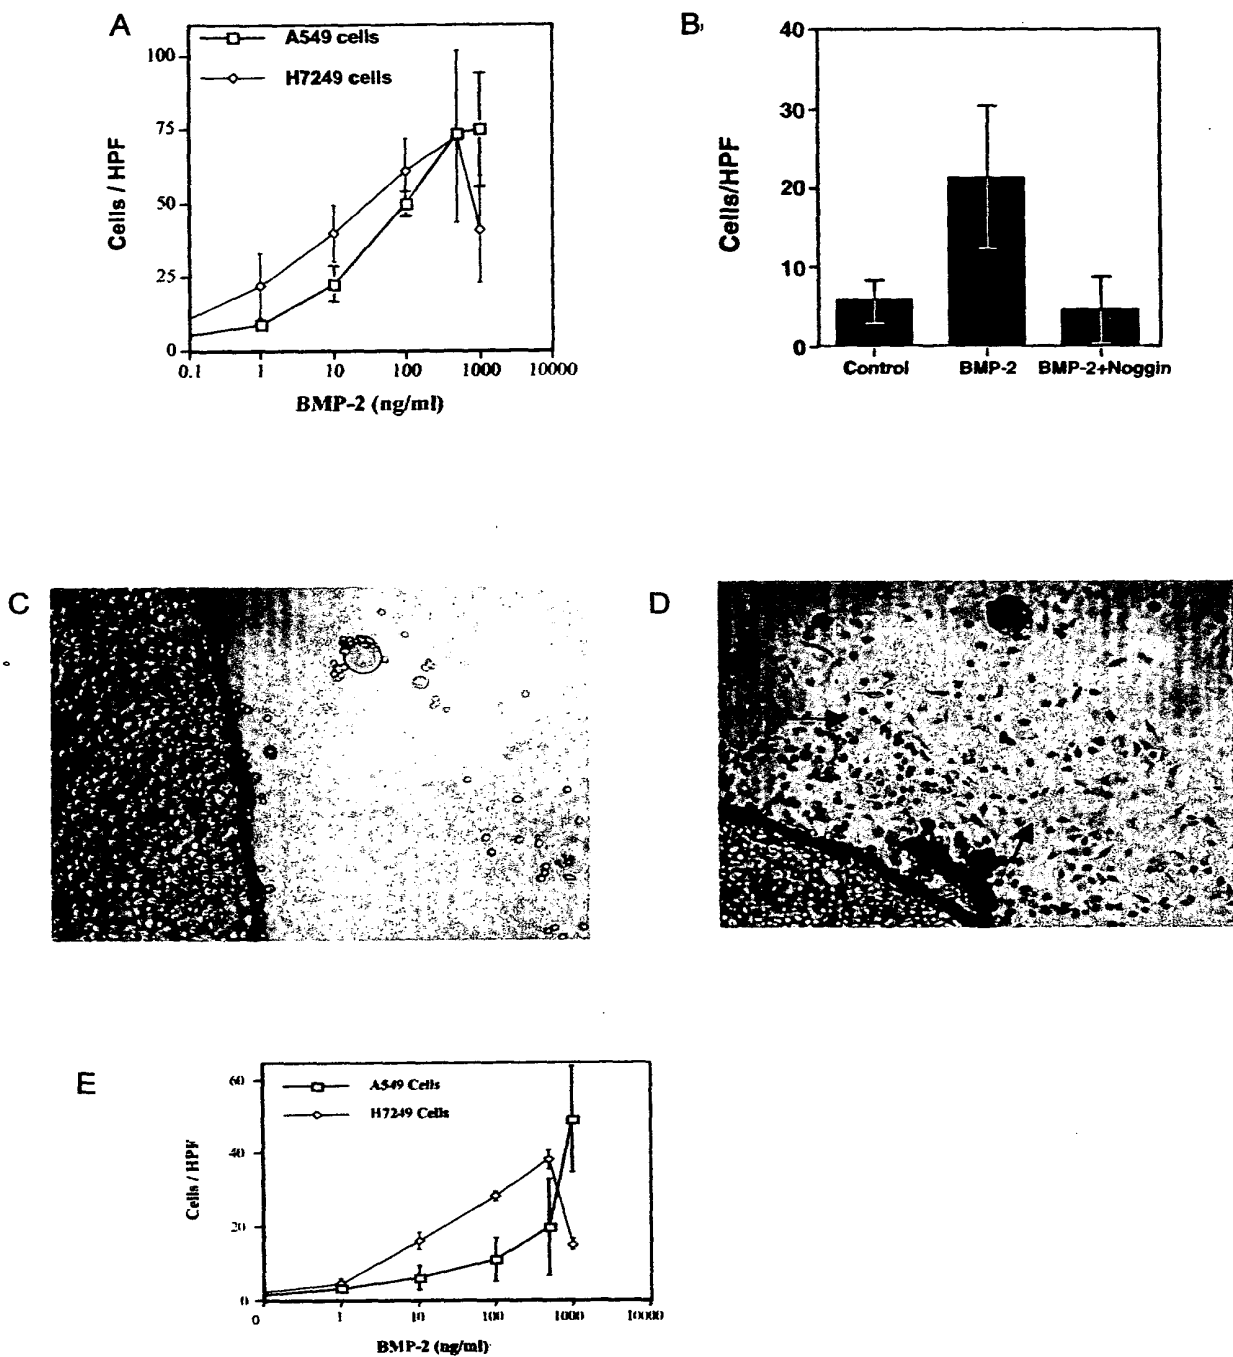 A
A549 cells
H7249 cells
100
75
50
25
0
Cells / HPF
0.1 1 10 100 1000 10000
BMP-2 (ng/ml)
B
40
30
20
10
0
Cells/HPF
Control BMP-2 BMP-2+Noggin
C
D
E
A549 Cells
H7249 Cells
60
40
20
0
Cells / HPF
0 1 10 100 1000 10000
BMP-2 (ng/ml)